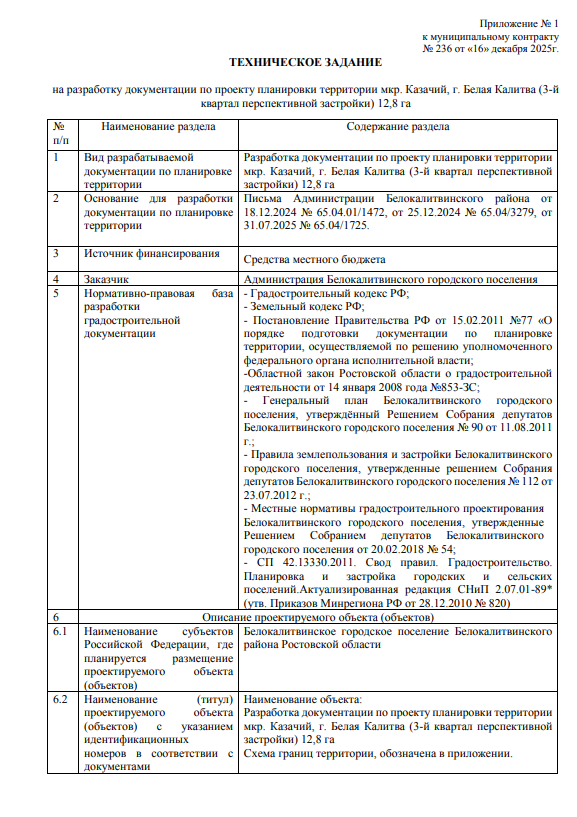 Приложение № 1
к муниципальному контракту
№ 236 от «16» декабря 2025г.
ТЕХНИЧЕСКОЕ ЗАДАНИЕ
на разработку документации по проекту планировки территории мкр. Казачий, г. Белая Калитва (3-й
квартал перспективной застройки) 12,8 га
№
п/п
Наименование раздела
Содержание раздела
1
Вид разрабатываемой
документации по планировке
территории
Разработка документации по проекту планировки территории
мкр. Казачий, г. Белая Калитва (3-й квартал перспективной
застройки) 12,8 га
2
Основание для разработки
документации по планировке
территории
Письма Администрации Белокалитвинского района от
18.12.2024 № 65.04.01/1472, от 25.12.2024 № 65.04/3279, от
31.07.2025 № 65.04/1725.
3
Источник финансирования
Средства местного бюджета
4
Заказчик
Администрация Белокалитвинского городского поселения
5
Нормативно-правовая база
разработки
градостроительной
документации
- Градостроительный кодекс РФ;
- Земельный кодекс РФ;
- Постановление Правительства РФ от 15.02.2011 №77 «О
порядке подготовки документации по планировке
территории, осуществляемой по решению уполномоченного
федерального органа исполнительной власти;
-Областной закон Ростовской области о градостроительной
деятельности от 14 января 2008 года №853-ЗС;
- Генеральный план Белокалитвинского городского
поселения, утверждённый Решением Собрания депутатов
Белокалитвинского городского поселения № 90 от 11.08.2011
г.;
- Правила землепользования и застройки Белокалитвинского
городского поселения, утвержденные решением Собрания
депутатов Белокалитвинского городского поселения № 112 от
23.07.2012 г.;
- Местные нормативы градостроительного проектирования
Белокалитвинского городского поселения, утвержденные
Решением Собранием депутатов Белокалитвинского
городского поселения от 20.02.2018 № 54;
- СП 42.13330.2011. Свод правил. Градостроительство.
Планировка и застройка городских и сельских
поселений.Актуализированная редакция СНиП 2.07.01-89*
(утв. Приказов Минрегиона РФ от 28.12.2010 № 820)
6
Описание проектируемого объекта (объектов)
6.1
Наименование субъектов
Российской Федерации, где
планируется размещение
проектируемого объекта
(объектов)
Белокалитвинское городское поселение Белокалитвинского
района Ростовской области
6.2
Наименование (титул)
проектируемого объекта
(объектов) с указанием
идентификационных
номеров в соответствии с
документами
Наименование объекта:
Разработка документации по проекту планировки территории
мкр. Казачий, г. Белая Калитва (3-й квартал перспективной
застройки) 12,8 га
Схема границ территории, обозначена в приложении.